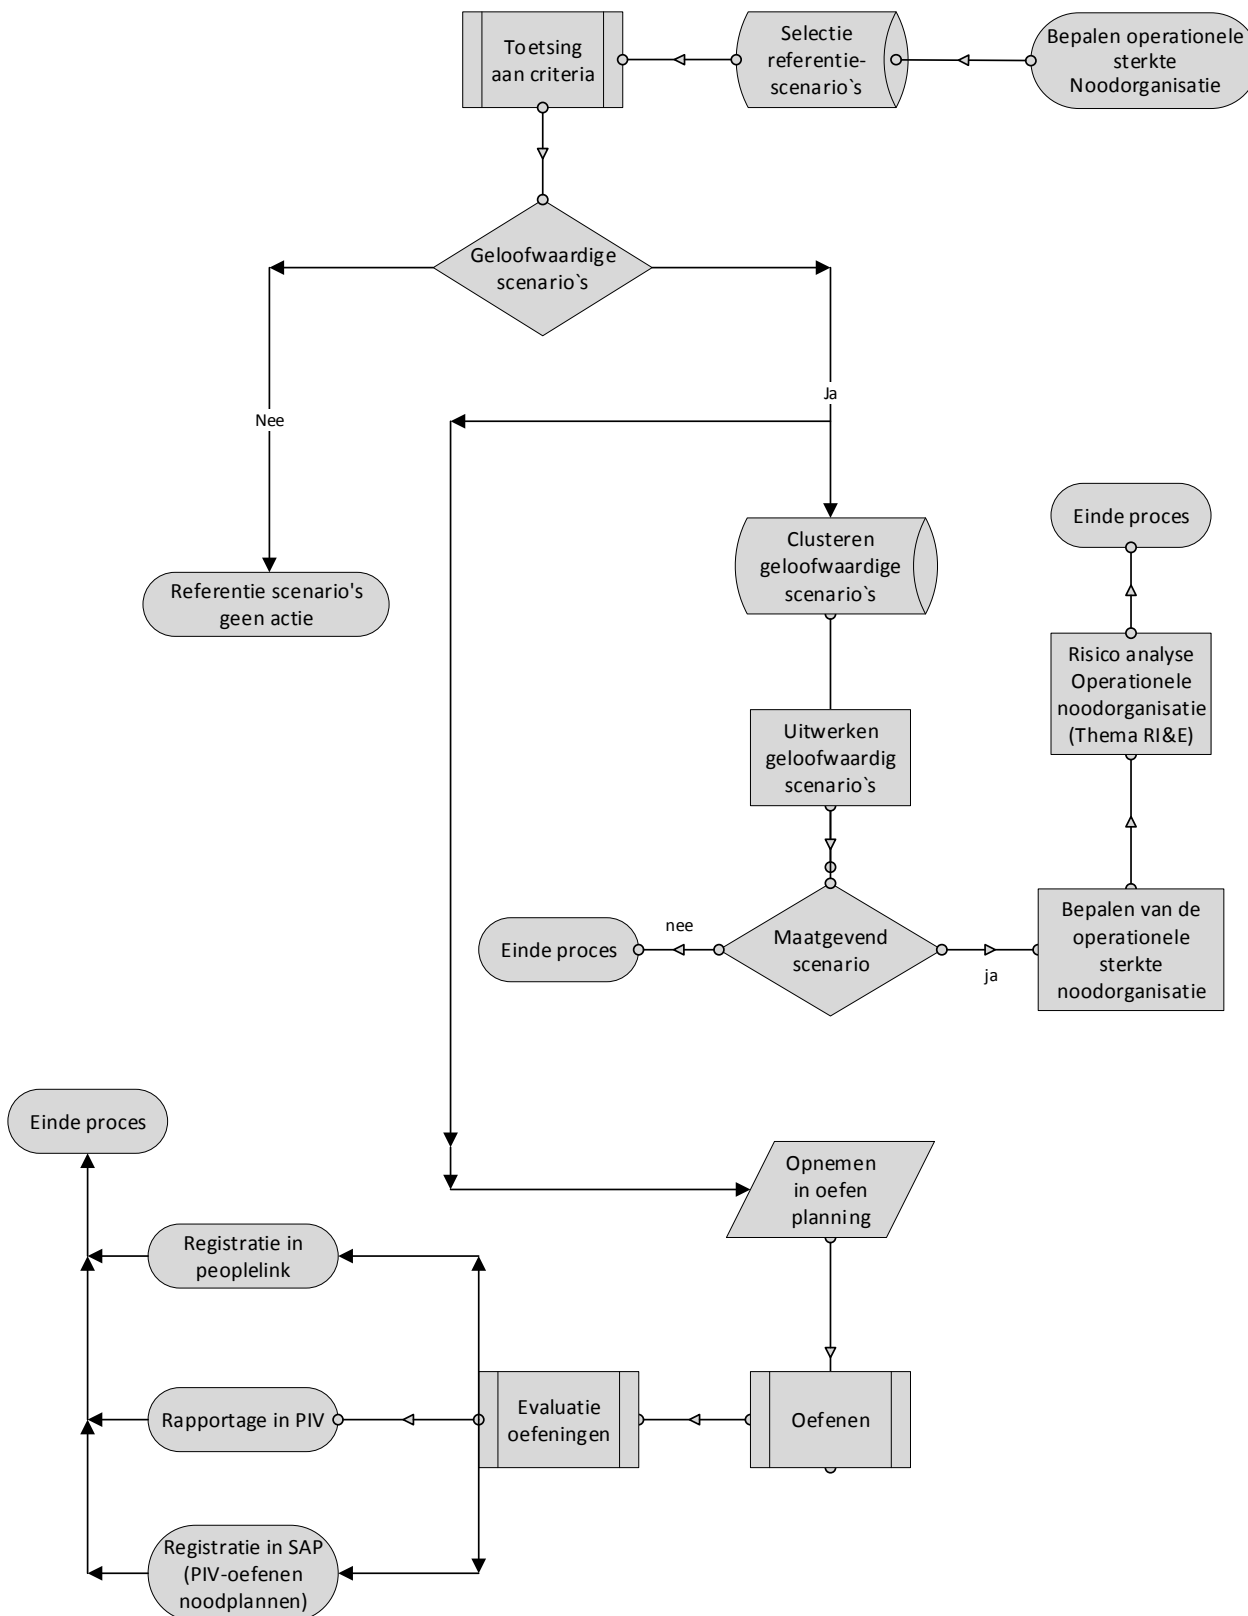 Toetsing
aan criteria
Selectie
referentie-
scenario`s
Bepalen operationele
sterkte
Noodorganisatie
Geloofwaardige
scenario`s
Nee
Ja
Referentie scenario's
geen actie
Clusteren
geloofwaardige
scenario`s
Einde proces
Risico analyse
Operationele
noodorganisatie
(Thema RI&E)
Uitwerken
geloofwaardig
scenario`s
Einde proces
nee
Maatgevend
scenario
ja
Bepalen van de
operationele
sterkte
noodorganisatie
Einde proces
Opnemen
in oefen
planning
Registratie in
peoplelink
Rapportage in PIV
Evaluatie
oefeningen
Oefenen
Registratie in SAP
(PIV-oefenen
noodplannen)